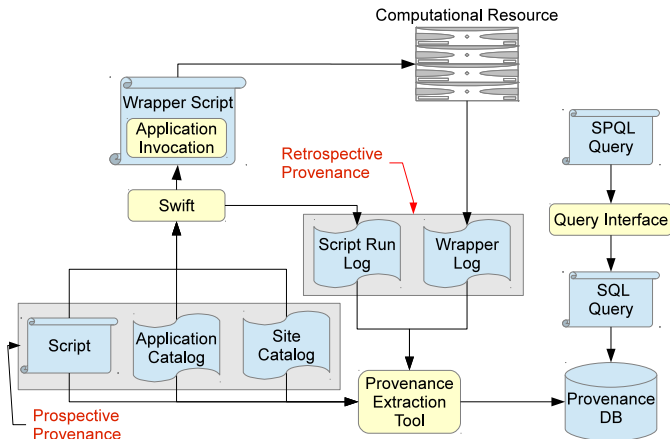 Computational Resource
Wrapper Script
Application
Invocation
SPQL
Query
Retrospective
Provenance
Swift
Query Interface
Script Run
Log
Wrapper
Log
SQL
Query
Script
Application
Catalog
Site
Catalog
Provenance
Extraction
Tool
Provenance
DB
Prospective
Provenance